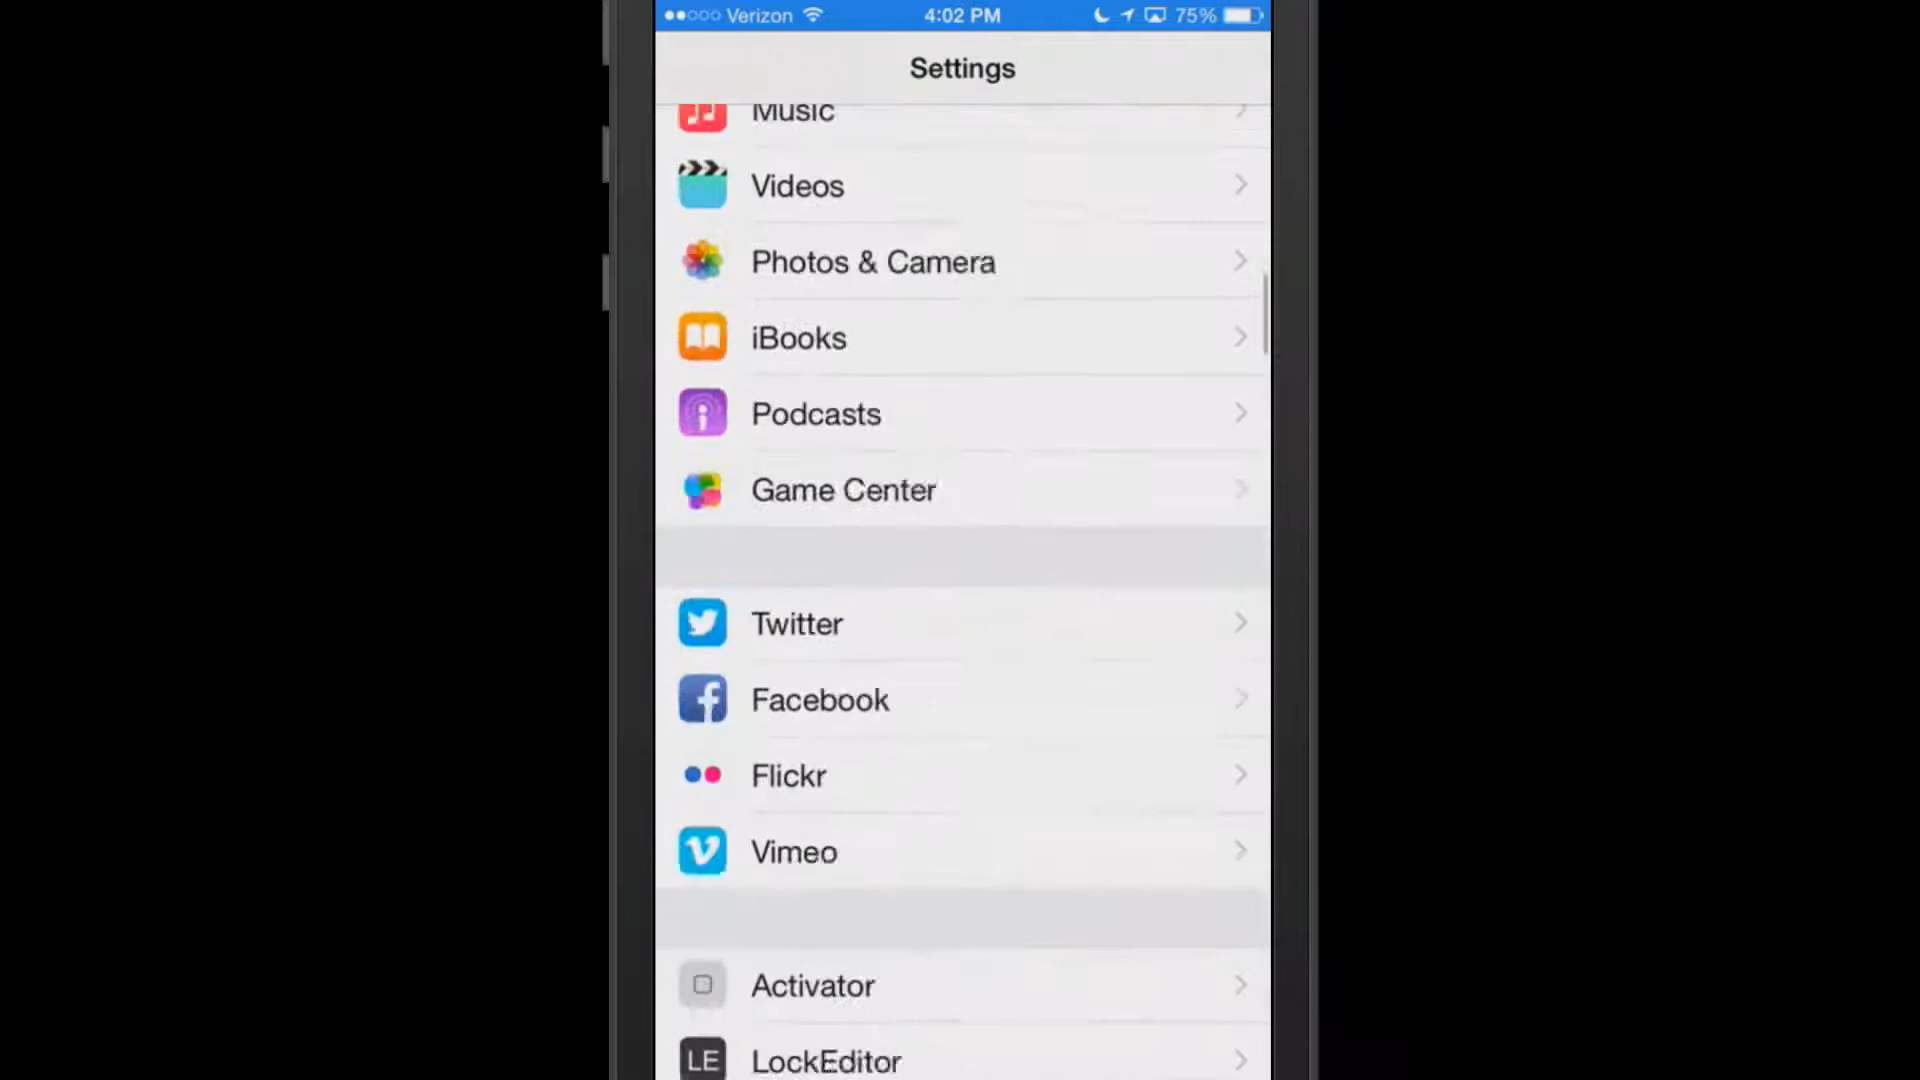 Verizon 4:02 PM 75%
Settings
Music
Videos
Photos & Camera
iBooks
Podcasts
Game Center
Twitter
Facebook
Flickr
Vimeo
Activator
LE LockEditor